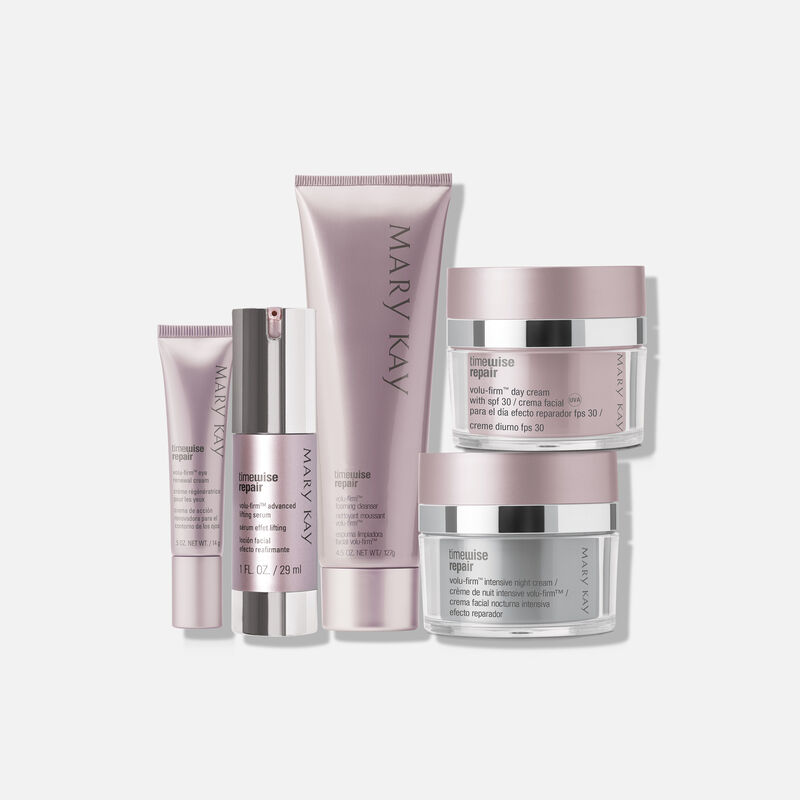 MARY KAY
timewise
repair
volu-firm™ eye
renewal cream
crème régénératrice
pour les yeux
crema de acción
renovadora para el
contorno de los ojos
.5 OZ. NET WT. / 14 g
MARY KAY
timewise
repair
volu-firm™ advanced
lifting serum
sérum effet lifting
loción facial
efecto reafirmante
1 FL. OZ. / 29 ml
MARY KAY
timewise
repair
volu-firm™
foaming cleanser
nettoyant moussant
volu-firm™
espuma limpiadora
facial volu-firm™
4.5 OZ. NET WT./ 127g
MARY KAY
timewise
repair
volu-firm™ day cream
with spf 30 / crema facial
UVA
para el día efecto reparador fps 30 /
creme diurno fps 30
MARY KAY
timewise
repair
volu-firm™ intensive night cream /
crème de nuit intensive volu-firm™ /
crema facial nocturna intensiva
efecto reparador